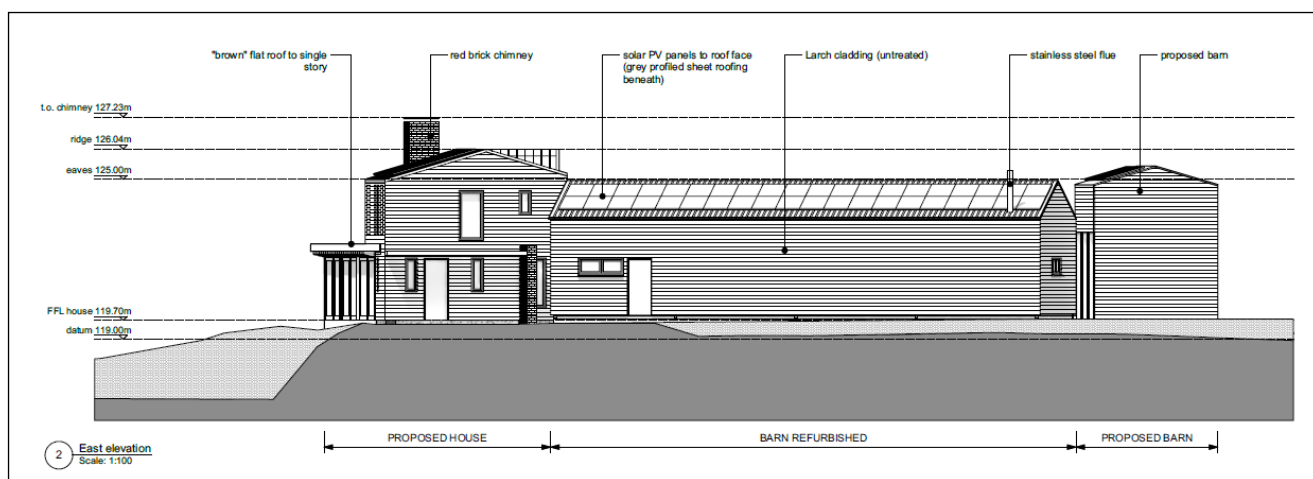 "brown" flat roof to single
story
red brick chimney
solar PV panels to roof face
(grey profiled sheet roofing
beneath)
Larch cladding (untreated)
stainless steel flue
proposed barn
t.o. chimney 127.23m
ridge 126.04m
eaves 125.00m
FFL house 119.70m
datum 119.00m
PROPOSED HOUSE
BARN REFURBISHED
PROPOSED BARN
2
East elevation
Scale: 1:100